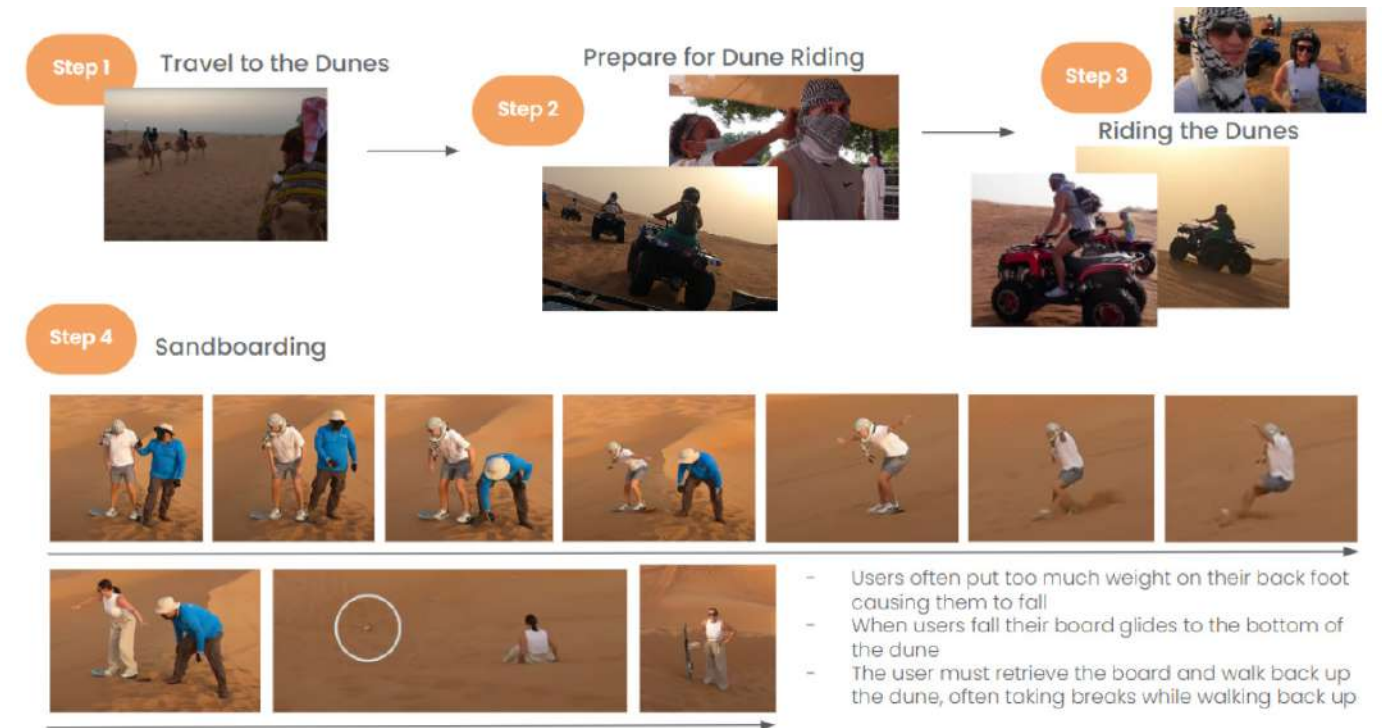 Step 1
Travel to the Dunes
Step 2
Prepare for Dune Riding
Step 3
Riding the Dunes
Step 4
Sandboarding
- Users often put too much weight on their back foot
causing them to fall
- When users fall their board glides to the bottom of
the dune
- The user must retrieve the board and walk back up
the dune, often taking breaks while walking back up